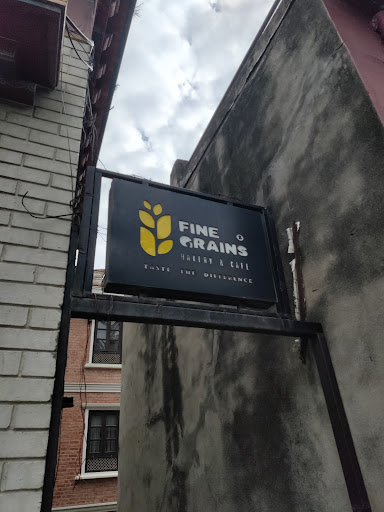 FINE
GRAINS
BAKERY & CAFE
TASTE THE DIFFERENCE